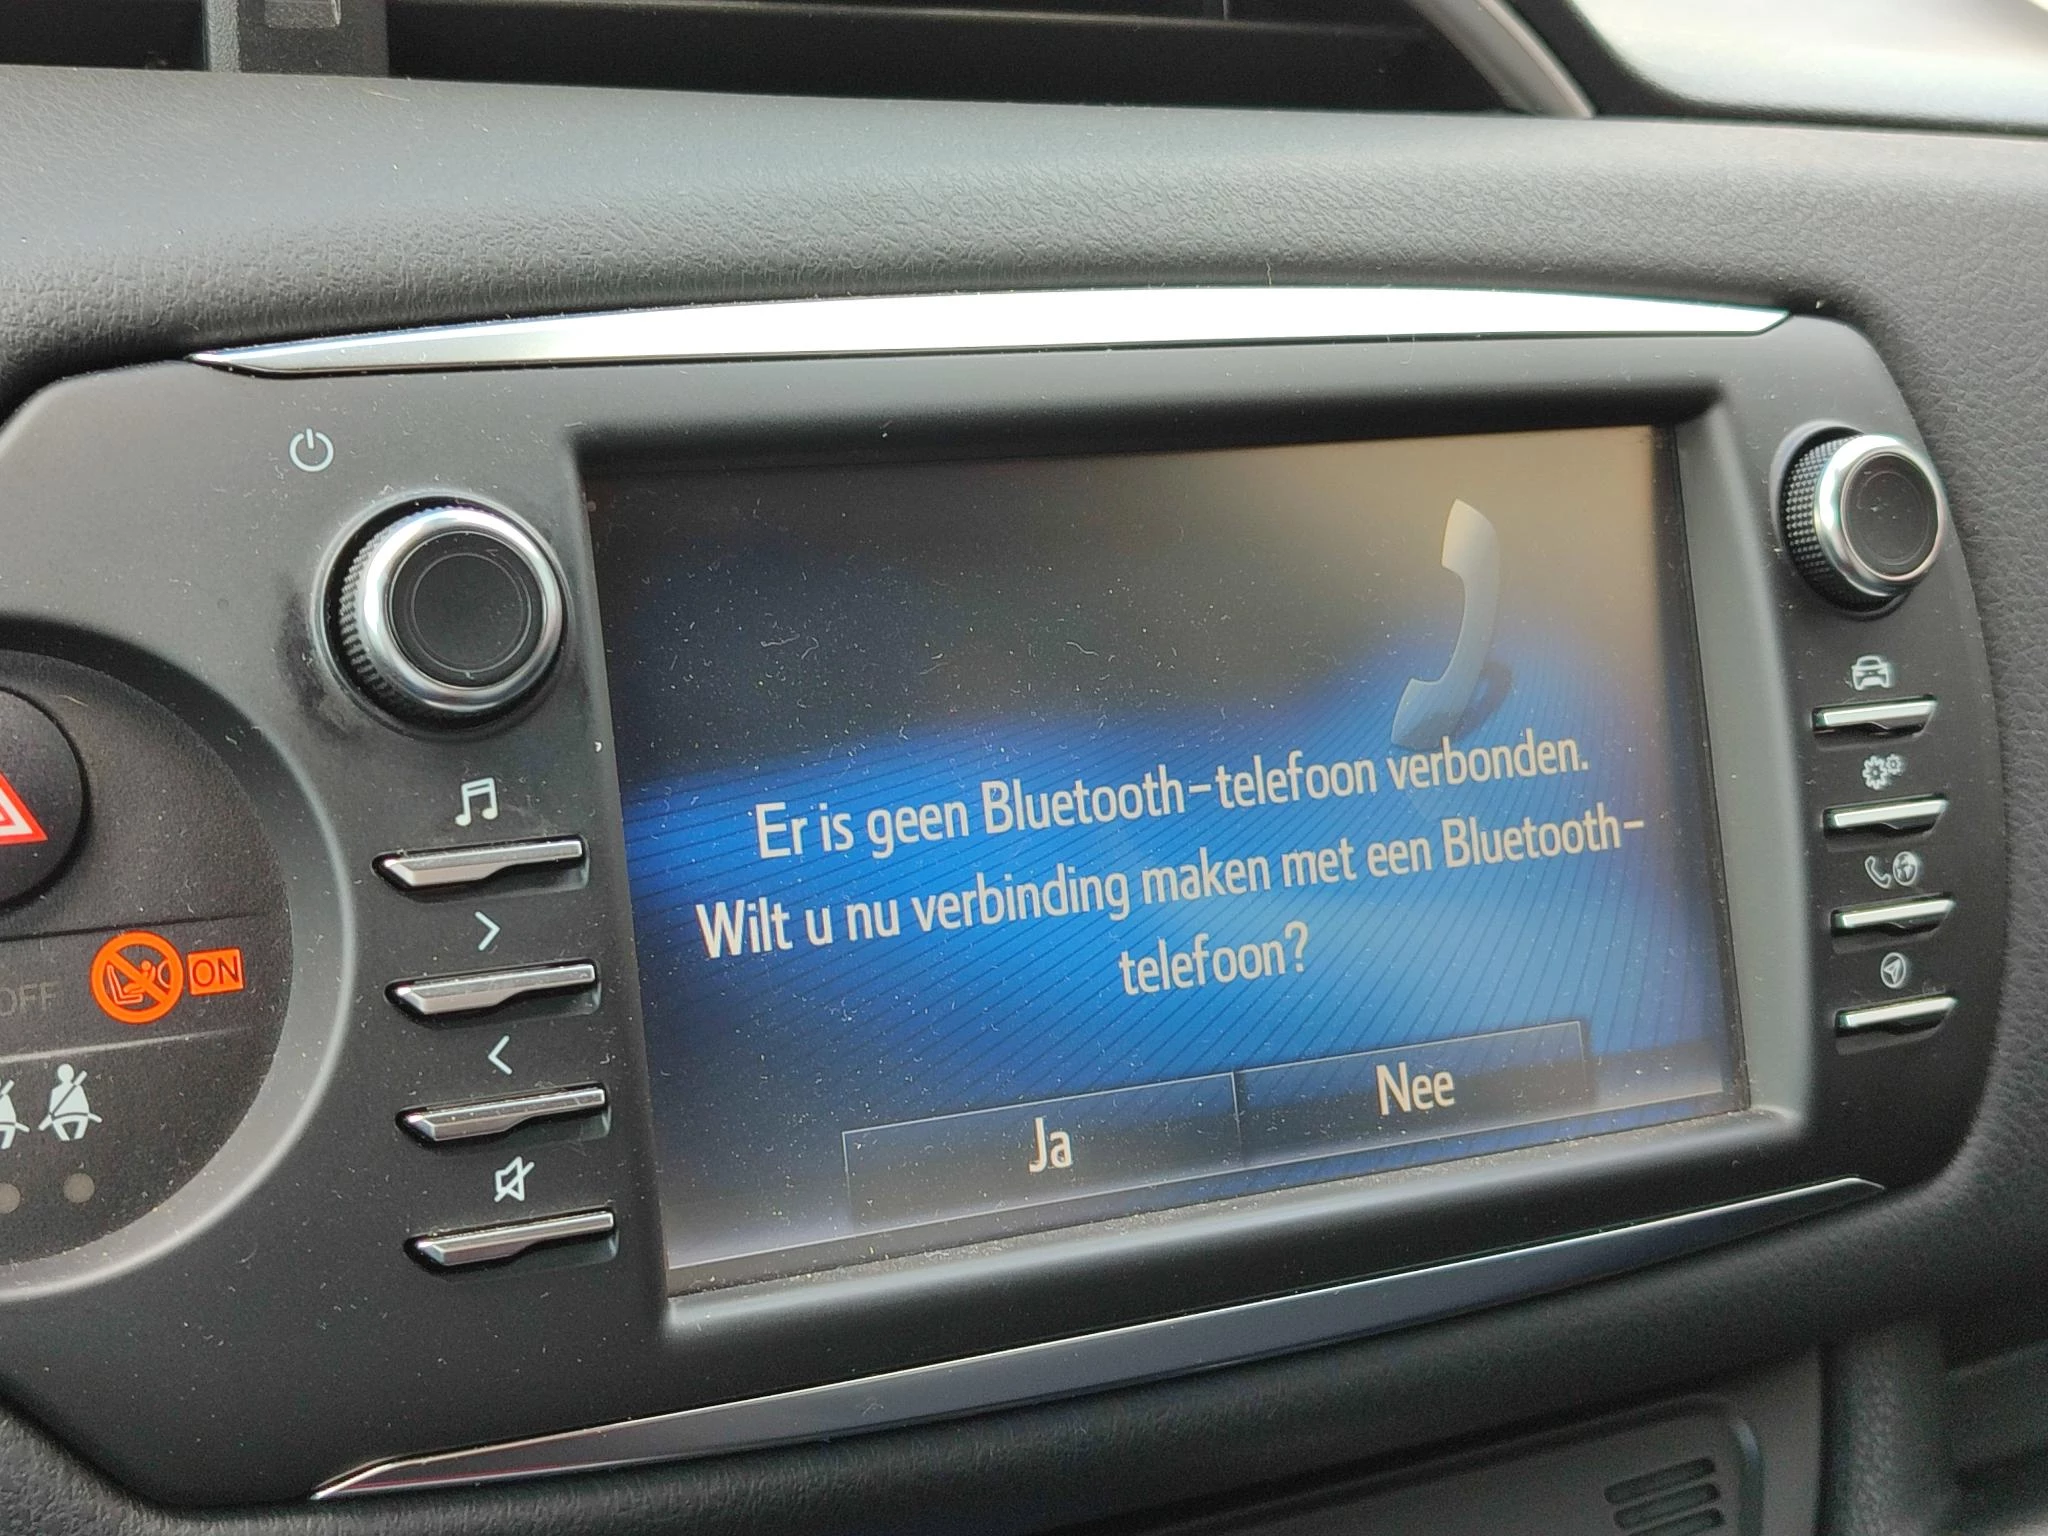 Er is geen Bluetooth-telefoon verbonden.
Wilt u nu verbinding maken met een Bluetooth-
telefoon?
Ja
Nee
OFF
ON